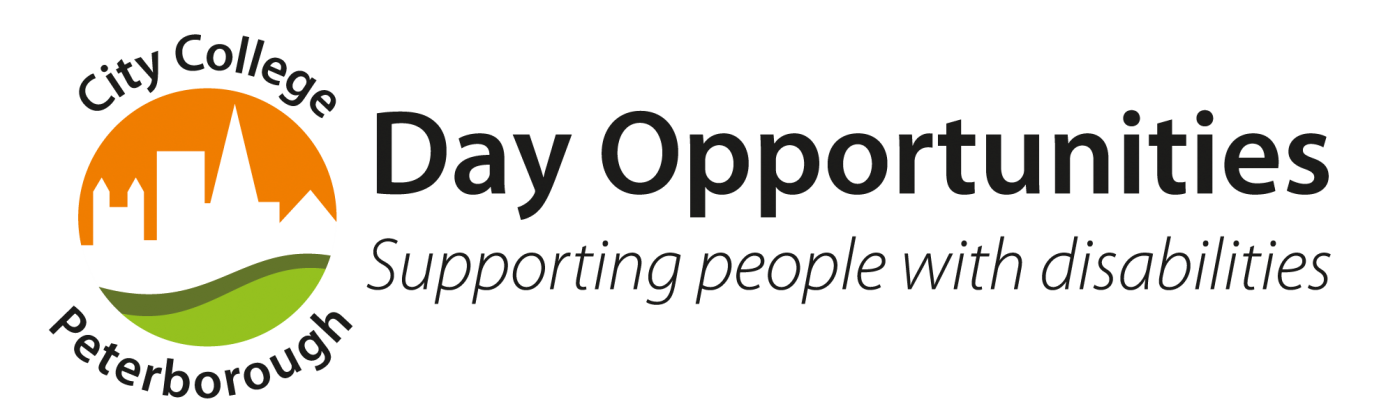 City College
Peterborough
Day Opportunities
Supporting people with disabilities